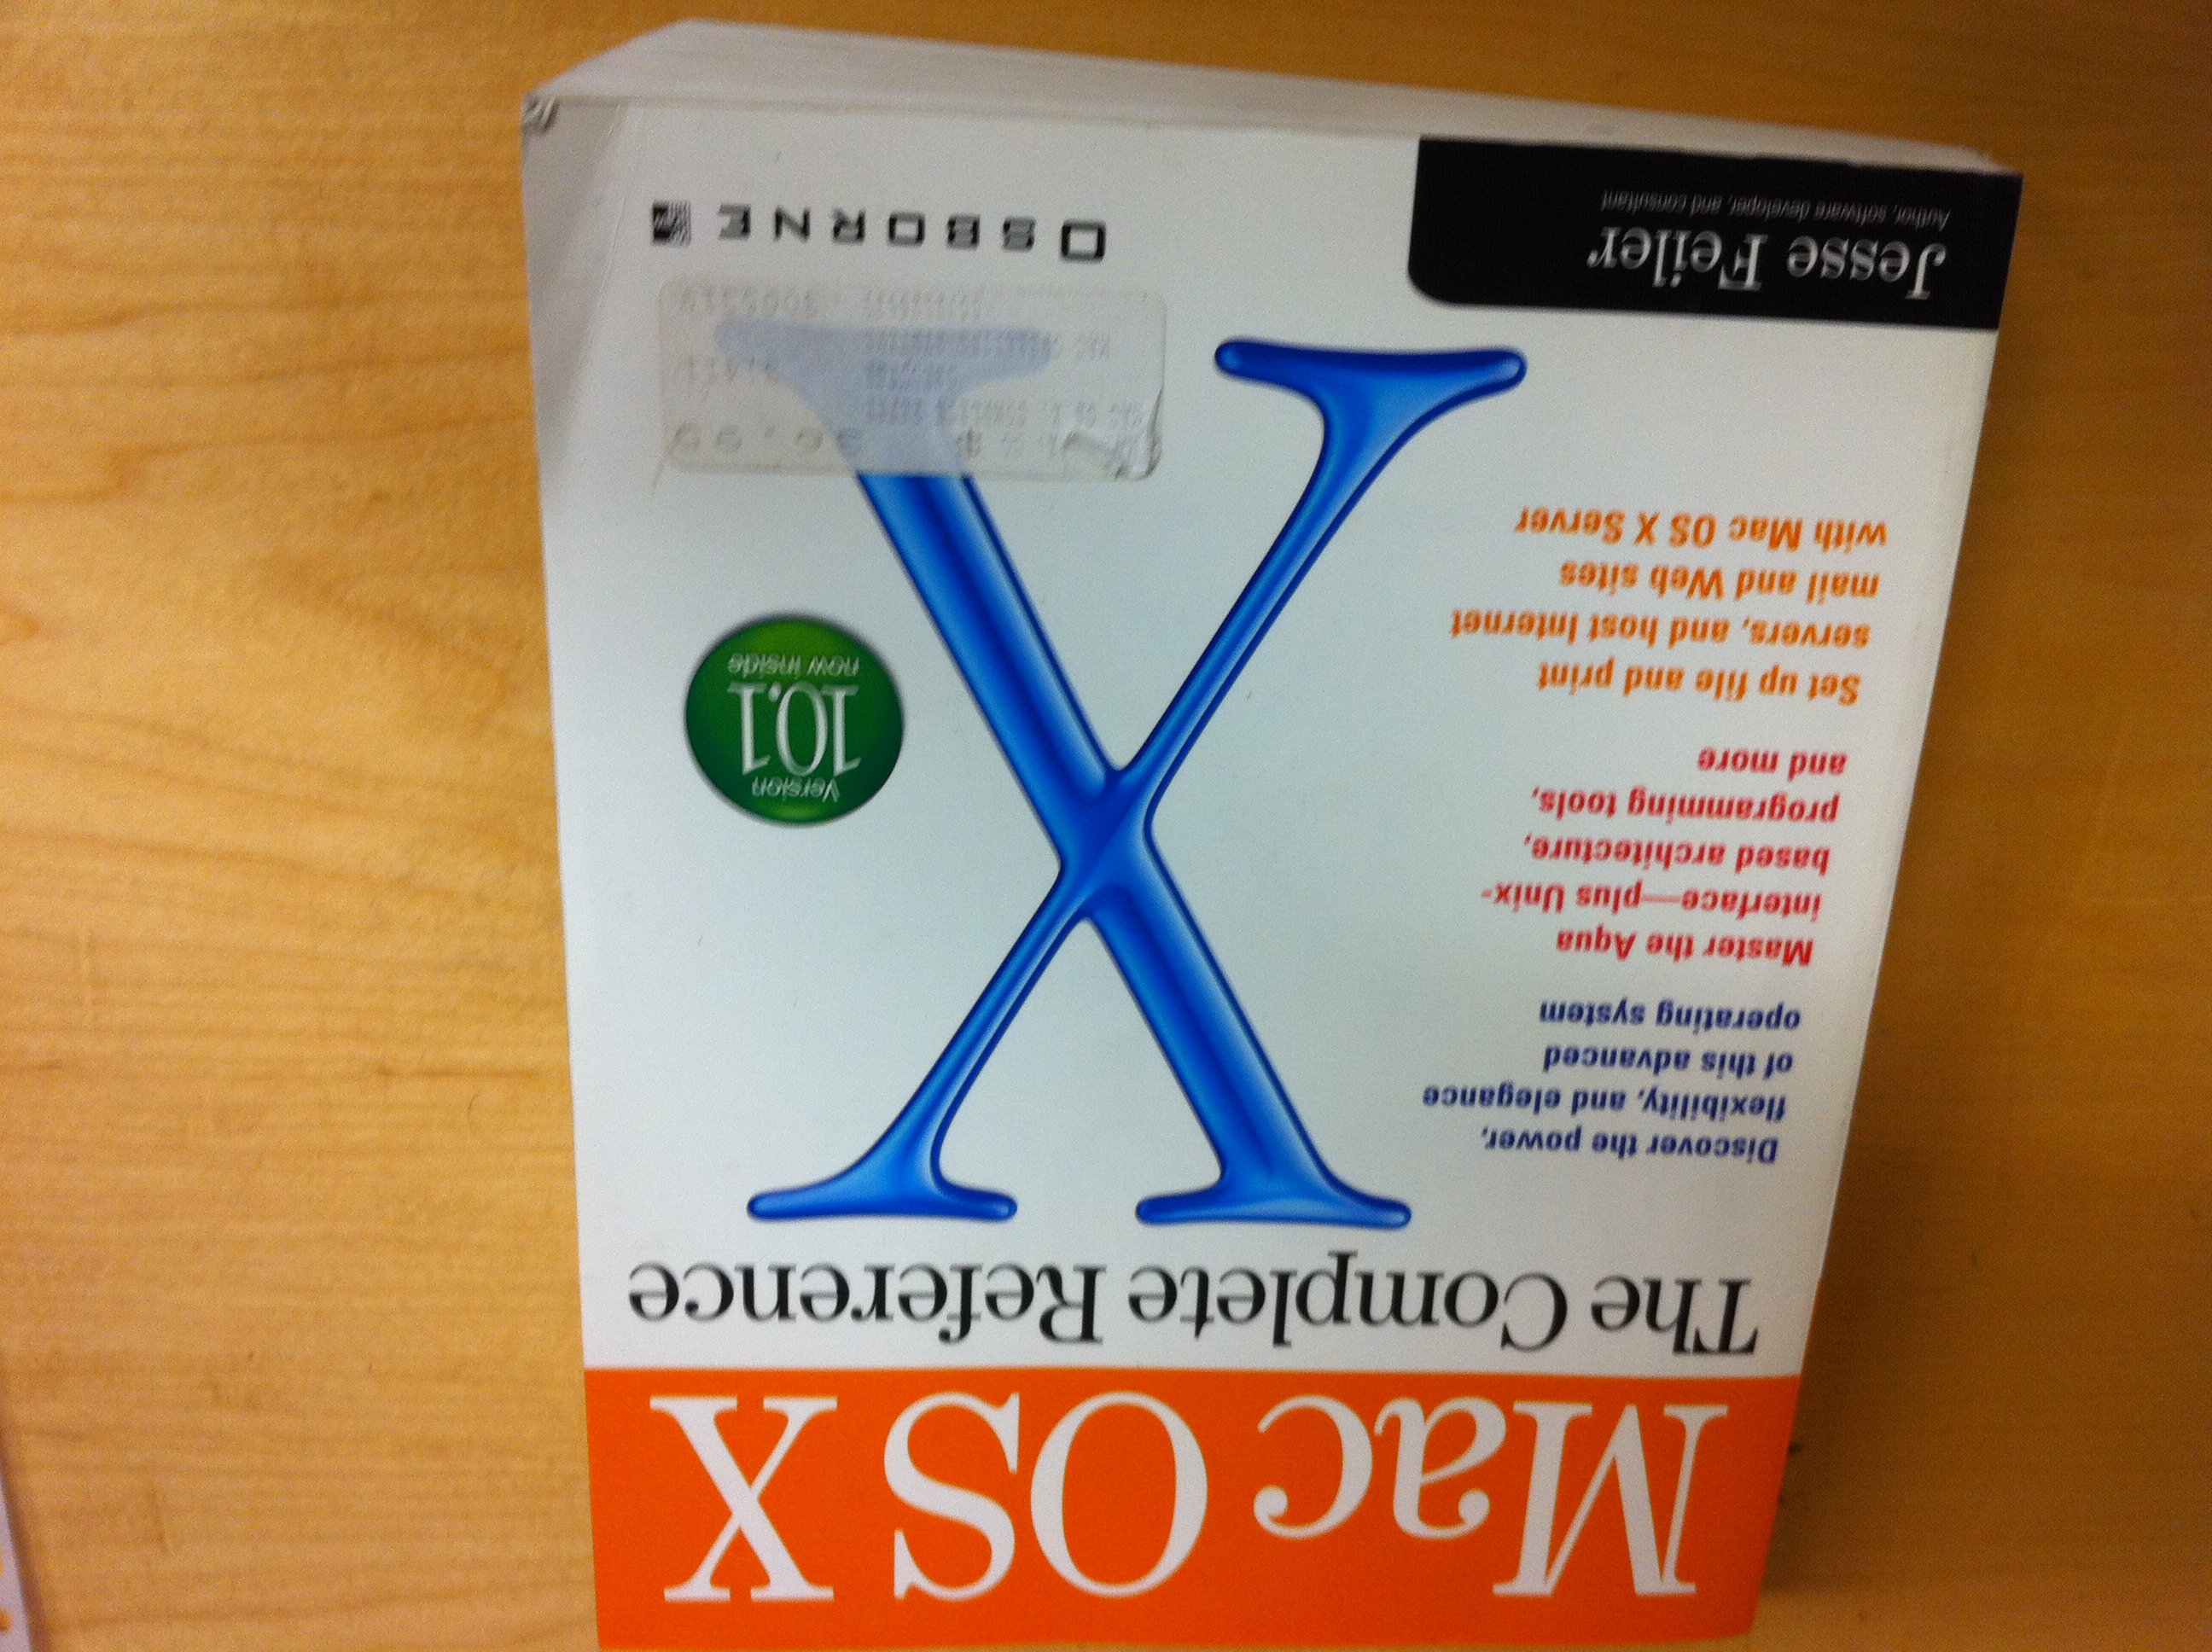 Mac OS X
The Complete Reference
Discover the power,
flexibility, and elegance
of this advanced
operating system
Master the Aqua
interface—plus Unix-
based architecture,
programming tools,
and more
Set up file and print
servers, and host Internet
mail and Web sites
with Mac OS X Server
Version
10.1
now inside
Jesse Feiler
Author, software developer, and consultant
OSBORNE